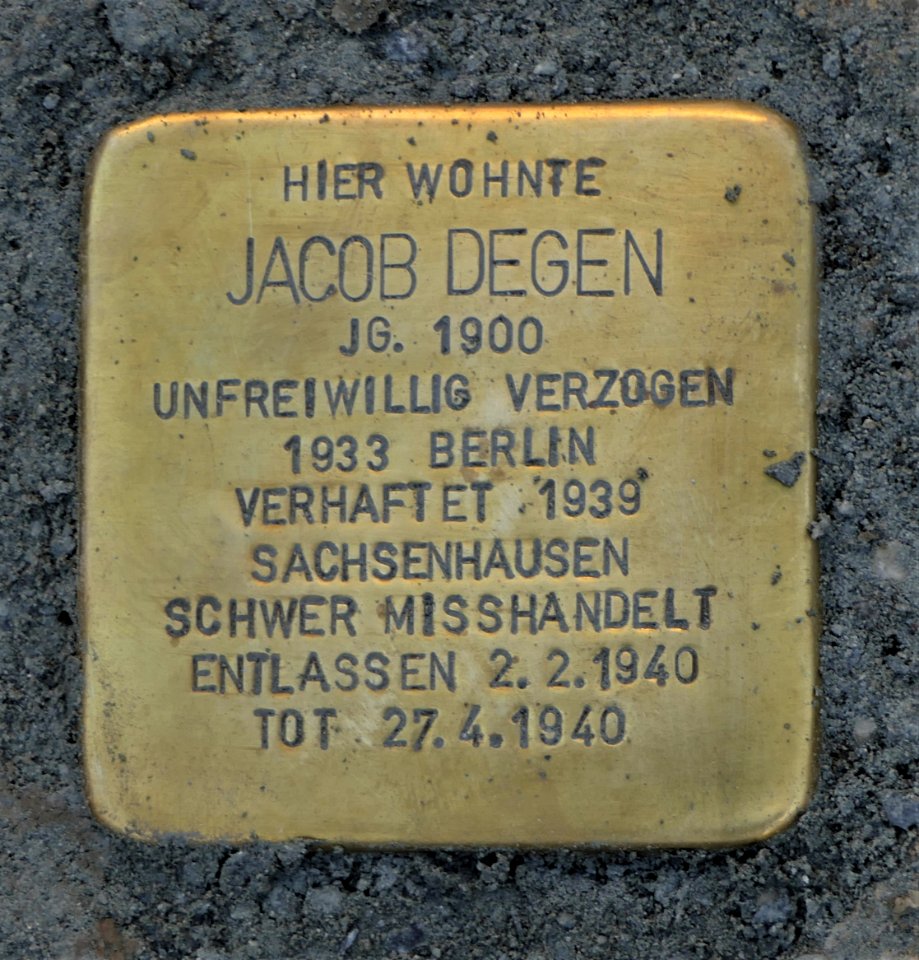 HIER WOHNTE
JACOB DEGEN
JG. 1900
UNFREIWILLIG VERZOGEN
1933 BERLIN
VERHAFTET 1939
SACHSENHAUSEN
SCHWER MISSHANDELT
ENTLASSEN 2.2.1940
TOT 27.4.1940